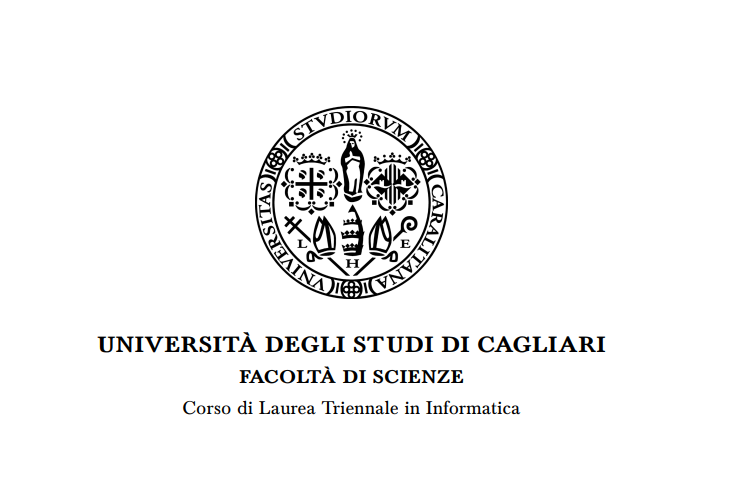 VNIVERSITAS STVDIORVM CARALITANA
L E
H
UNIVERSITÀ DEGLI STUDI DI CAGLIARI
FACOLTÀ DI SCIENZE
Corso di Laurea Triennale in Informatica